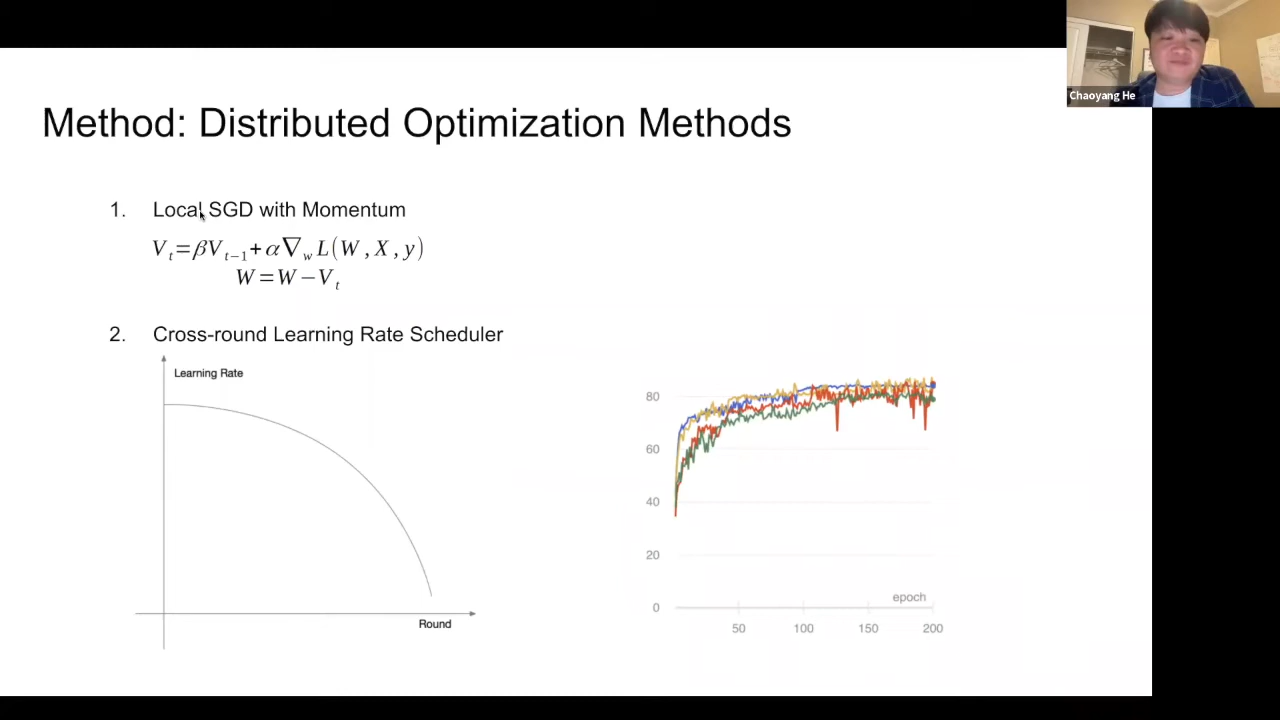 Chaoyang He
Method: Distributed Optimization Methods
1. Local SGD with Momentum
V_t=βV_{t−1}+α∇_w L(W,X,y)
W=W−V_t
2. Cross-round Learning Rate Scheduler
Learning Rate
Round
80
60
40
20
0
epoch
50 100 150 200